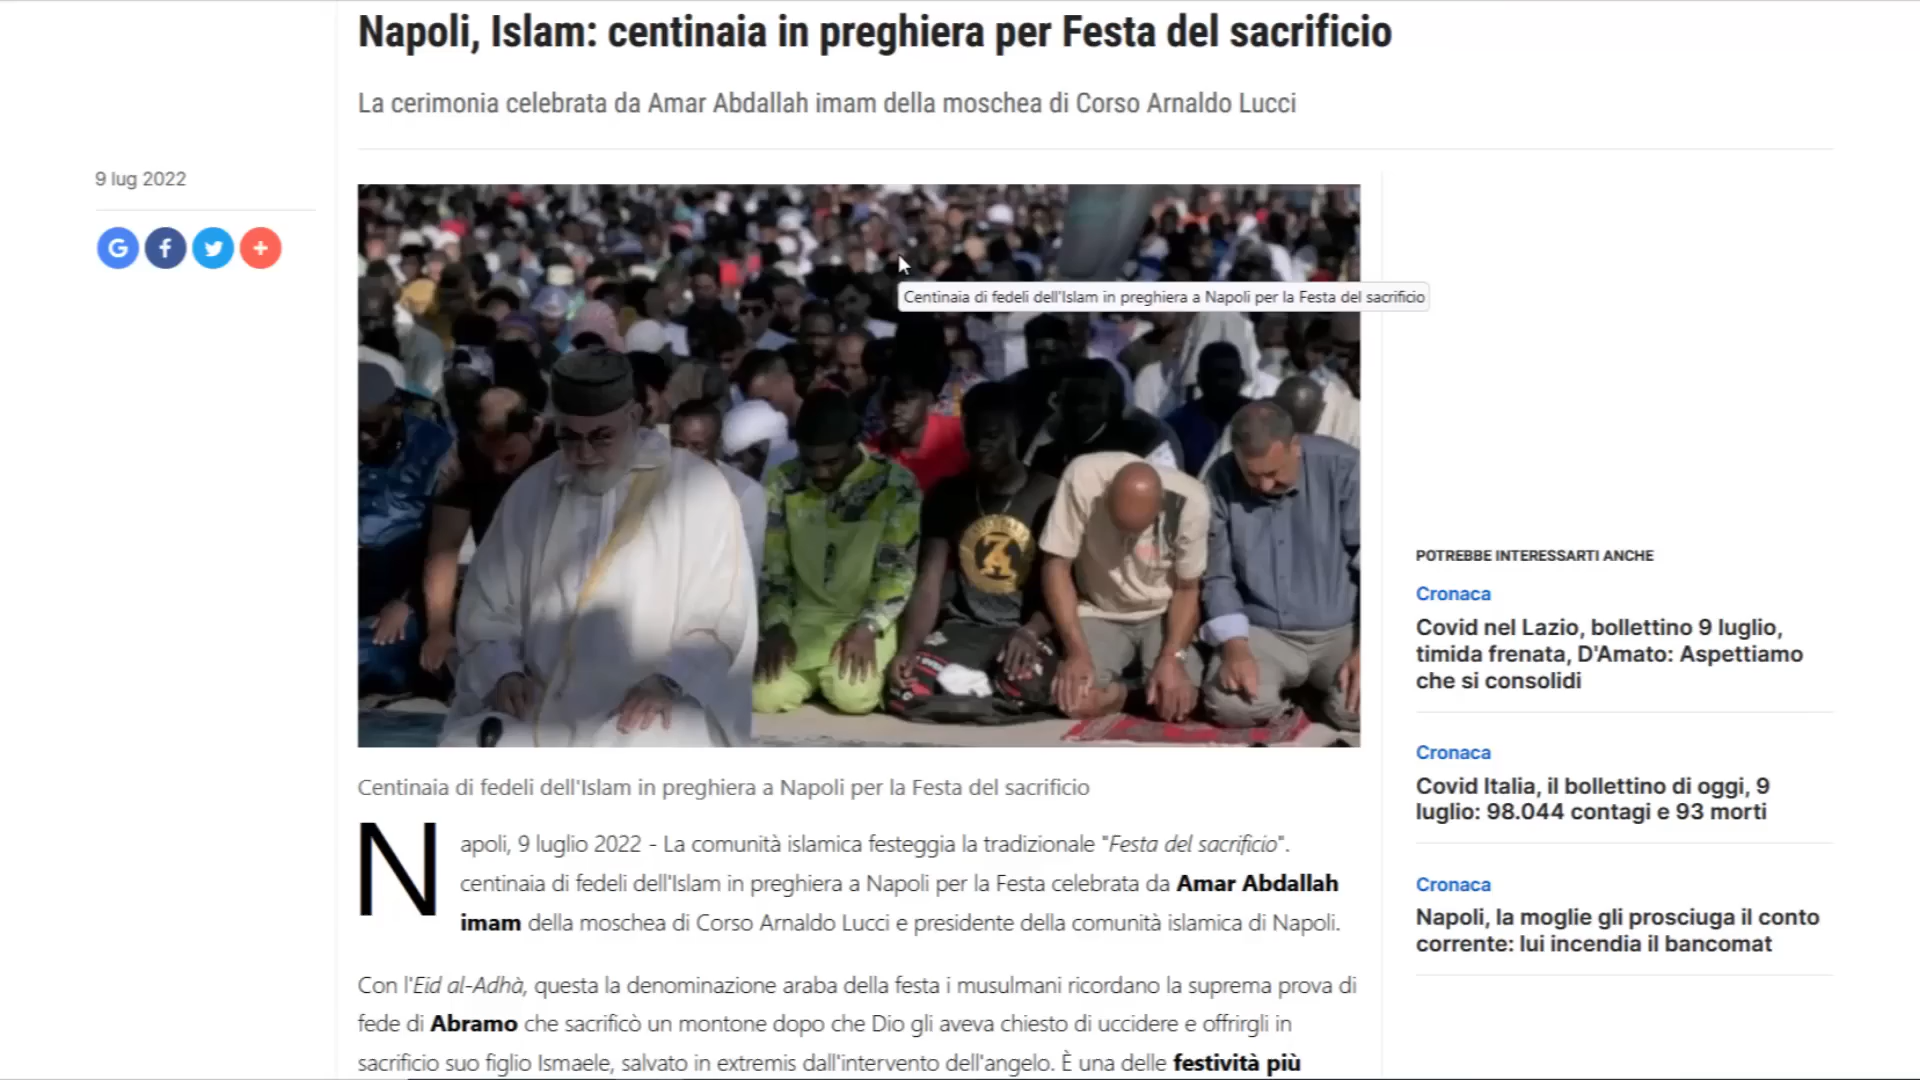 Napoli, Islam: centinaia in preghiera per Festa del sacrificio
La cerimonia celebrata da Amar Abdallah imam della moschea di Corso Arnaldo Lucci
9 lug 2022
Centinaia di fedeli dell'Islam in preghiera a Napoli per la Festa del sacrificio
Centinaia di fedeli dell'Islam in preghiera a Napoli per la Festa del sacrificio
Napoli, 9 luglio 2022 - La comunità islamica festeggia la tradizionale "Festa del sacrificio".
centinaia di fedeli dell'Islam in preghiera a Napoli per la Festa celebrata da Amar Abdallah
imam della moschea di Corso Arnaldo Lucci e presidente della comunità islamica di Napoli.
Con l'Eid al-Adhà, questa la denominazione araba della festa i musulmani ricordano la suprema prova di
fede di Abramo che sacrificò un montone dopo che Dio gli aveva chiesto di uccidere e offrirgli in
sacrificio suo figlio Ismaele, salvato in extremis dall'intervento dell'angelo. È una delle festività più
POTREBBE INTERESSARTI ANCHE
Cronaca
Covid nel Lazio, bollettino 9 luglio,
timida frenata, D'Amato: Aspettiamo
che si consolidi
Cronaca
Covid Italia, il bollettino di oggi, 9
luglio: 98.044 contagi e 93 morti
Cronaca
Napoli, la moglie gli prosciuga il conto
corrente: lui incendia il bancomat